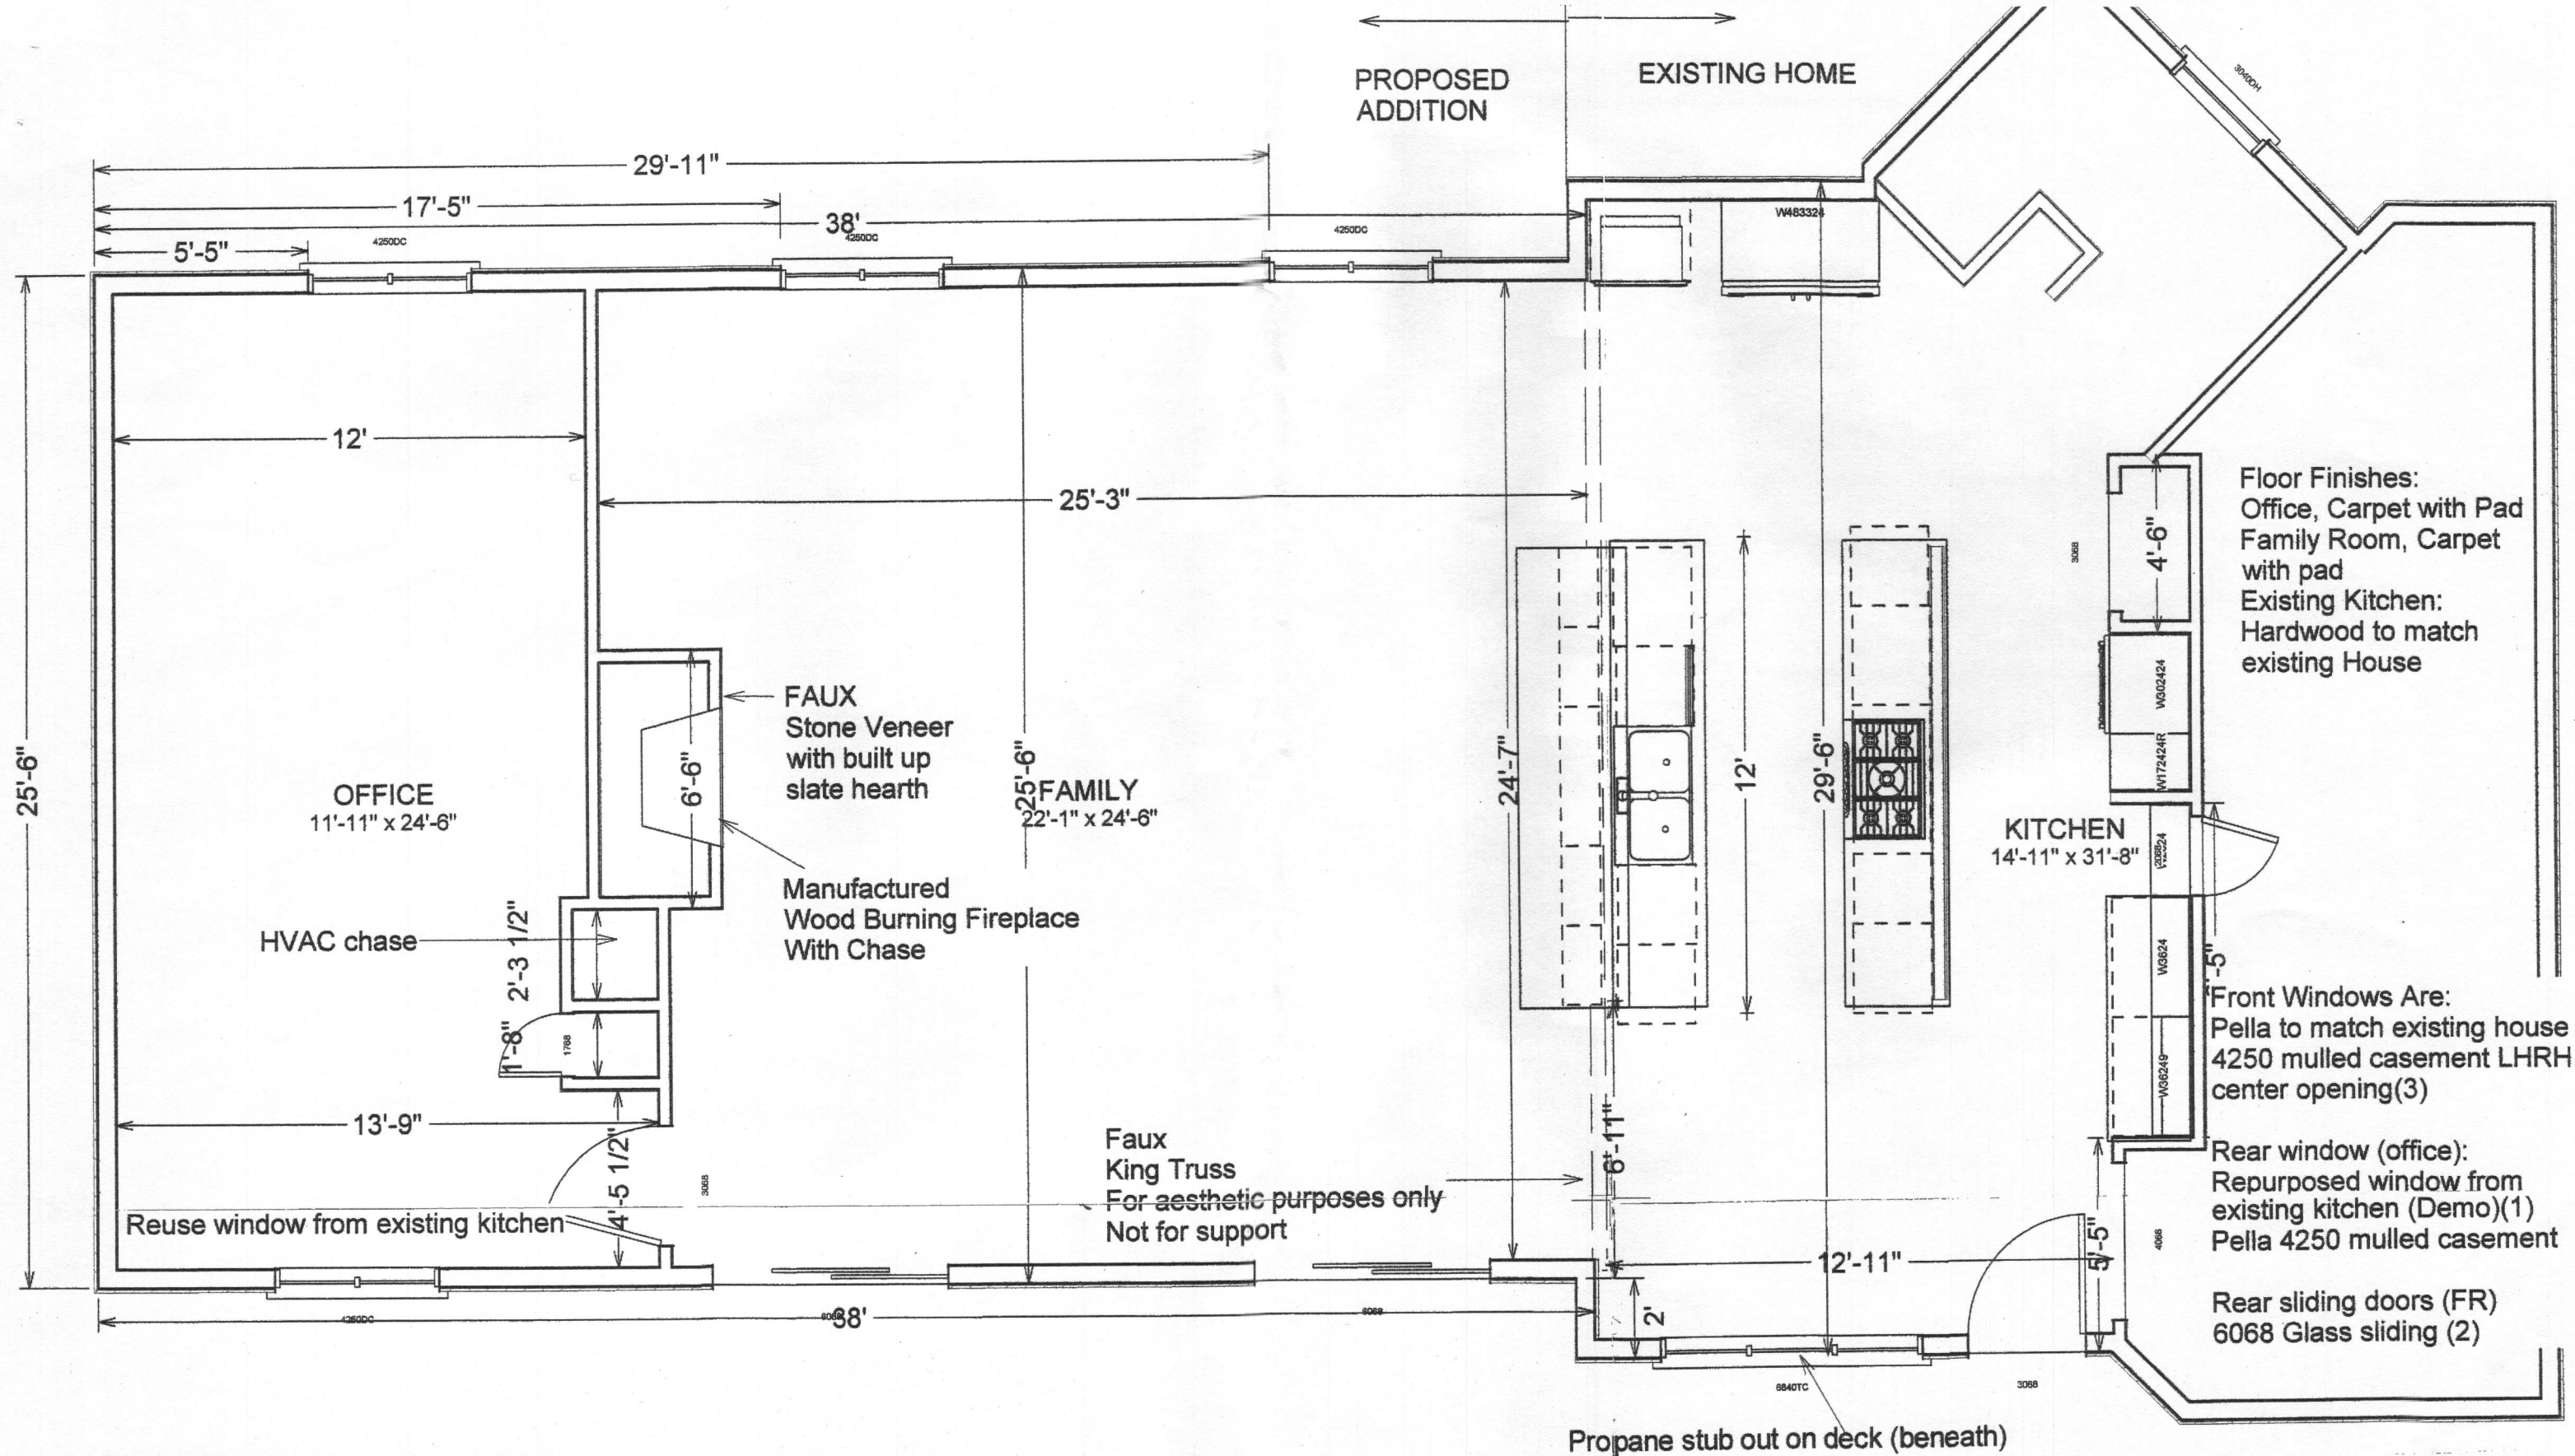 PROPOSED
ADDITION
EXISTING HOME
3040DH
29'-11"
17'-5"
38'
5'-5"
4250DC
4250DC
4250DC
W483324
12'
25'-3"
Floor Finishes:
Office, Carpet with Pad
Family Room, Carpet
with pad
Existing Kitchen:
Hardwood to match
existing House
3068
4'-6"
W302424
W172424R
FAUX
Stone Veneer
with built up
slate hearth
6'-6"
25'-6"
OFFICE
11'-11" x 24'-6"
25'-6"
FAMILY
22'-1" x 24'-6"
24'-7"
12'
29'-6"
KITCHEN
14'-11" x 31'-8"
2068
Manufactured
Wood Burning Fireplace
With Chase
HVAC chase
2'-3 1/2"
1'-8"
1768
W3624
W36249
-5"
Front Windows Are:
Pella to match existing house
4250 mulled casement LHRH
center opening(3)
13'-9"
4'-5 1/2"
3068
Faux
King Truss
For aesthetic purposes only
Not for support
6'-11"
Reuse window from existing kitchen
Rear window (office):
Repurposed window from
existing kitchen (Demo)(1)
Pella 4250 mulled casement
4068
5'-5"
12'-11"
Rear sliding doors (FR)
6068 Glass sliding (2)
4250DC
6068
38'
6068
2'
6840TC
3068
Propane stub out on deck (beneath)